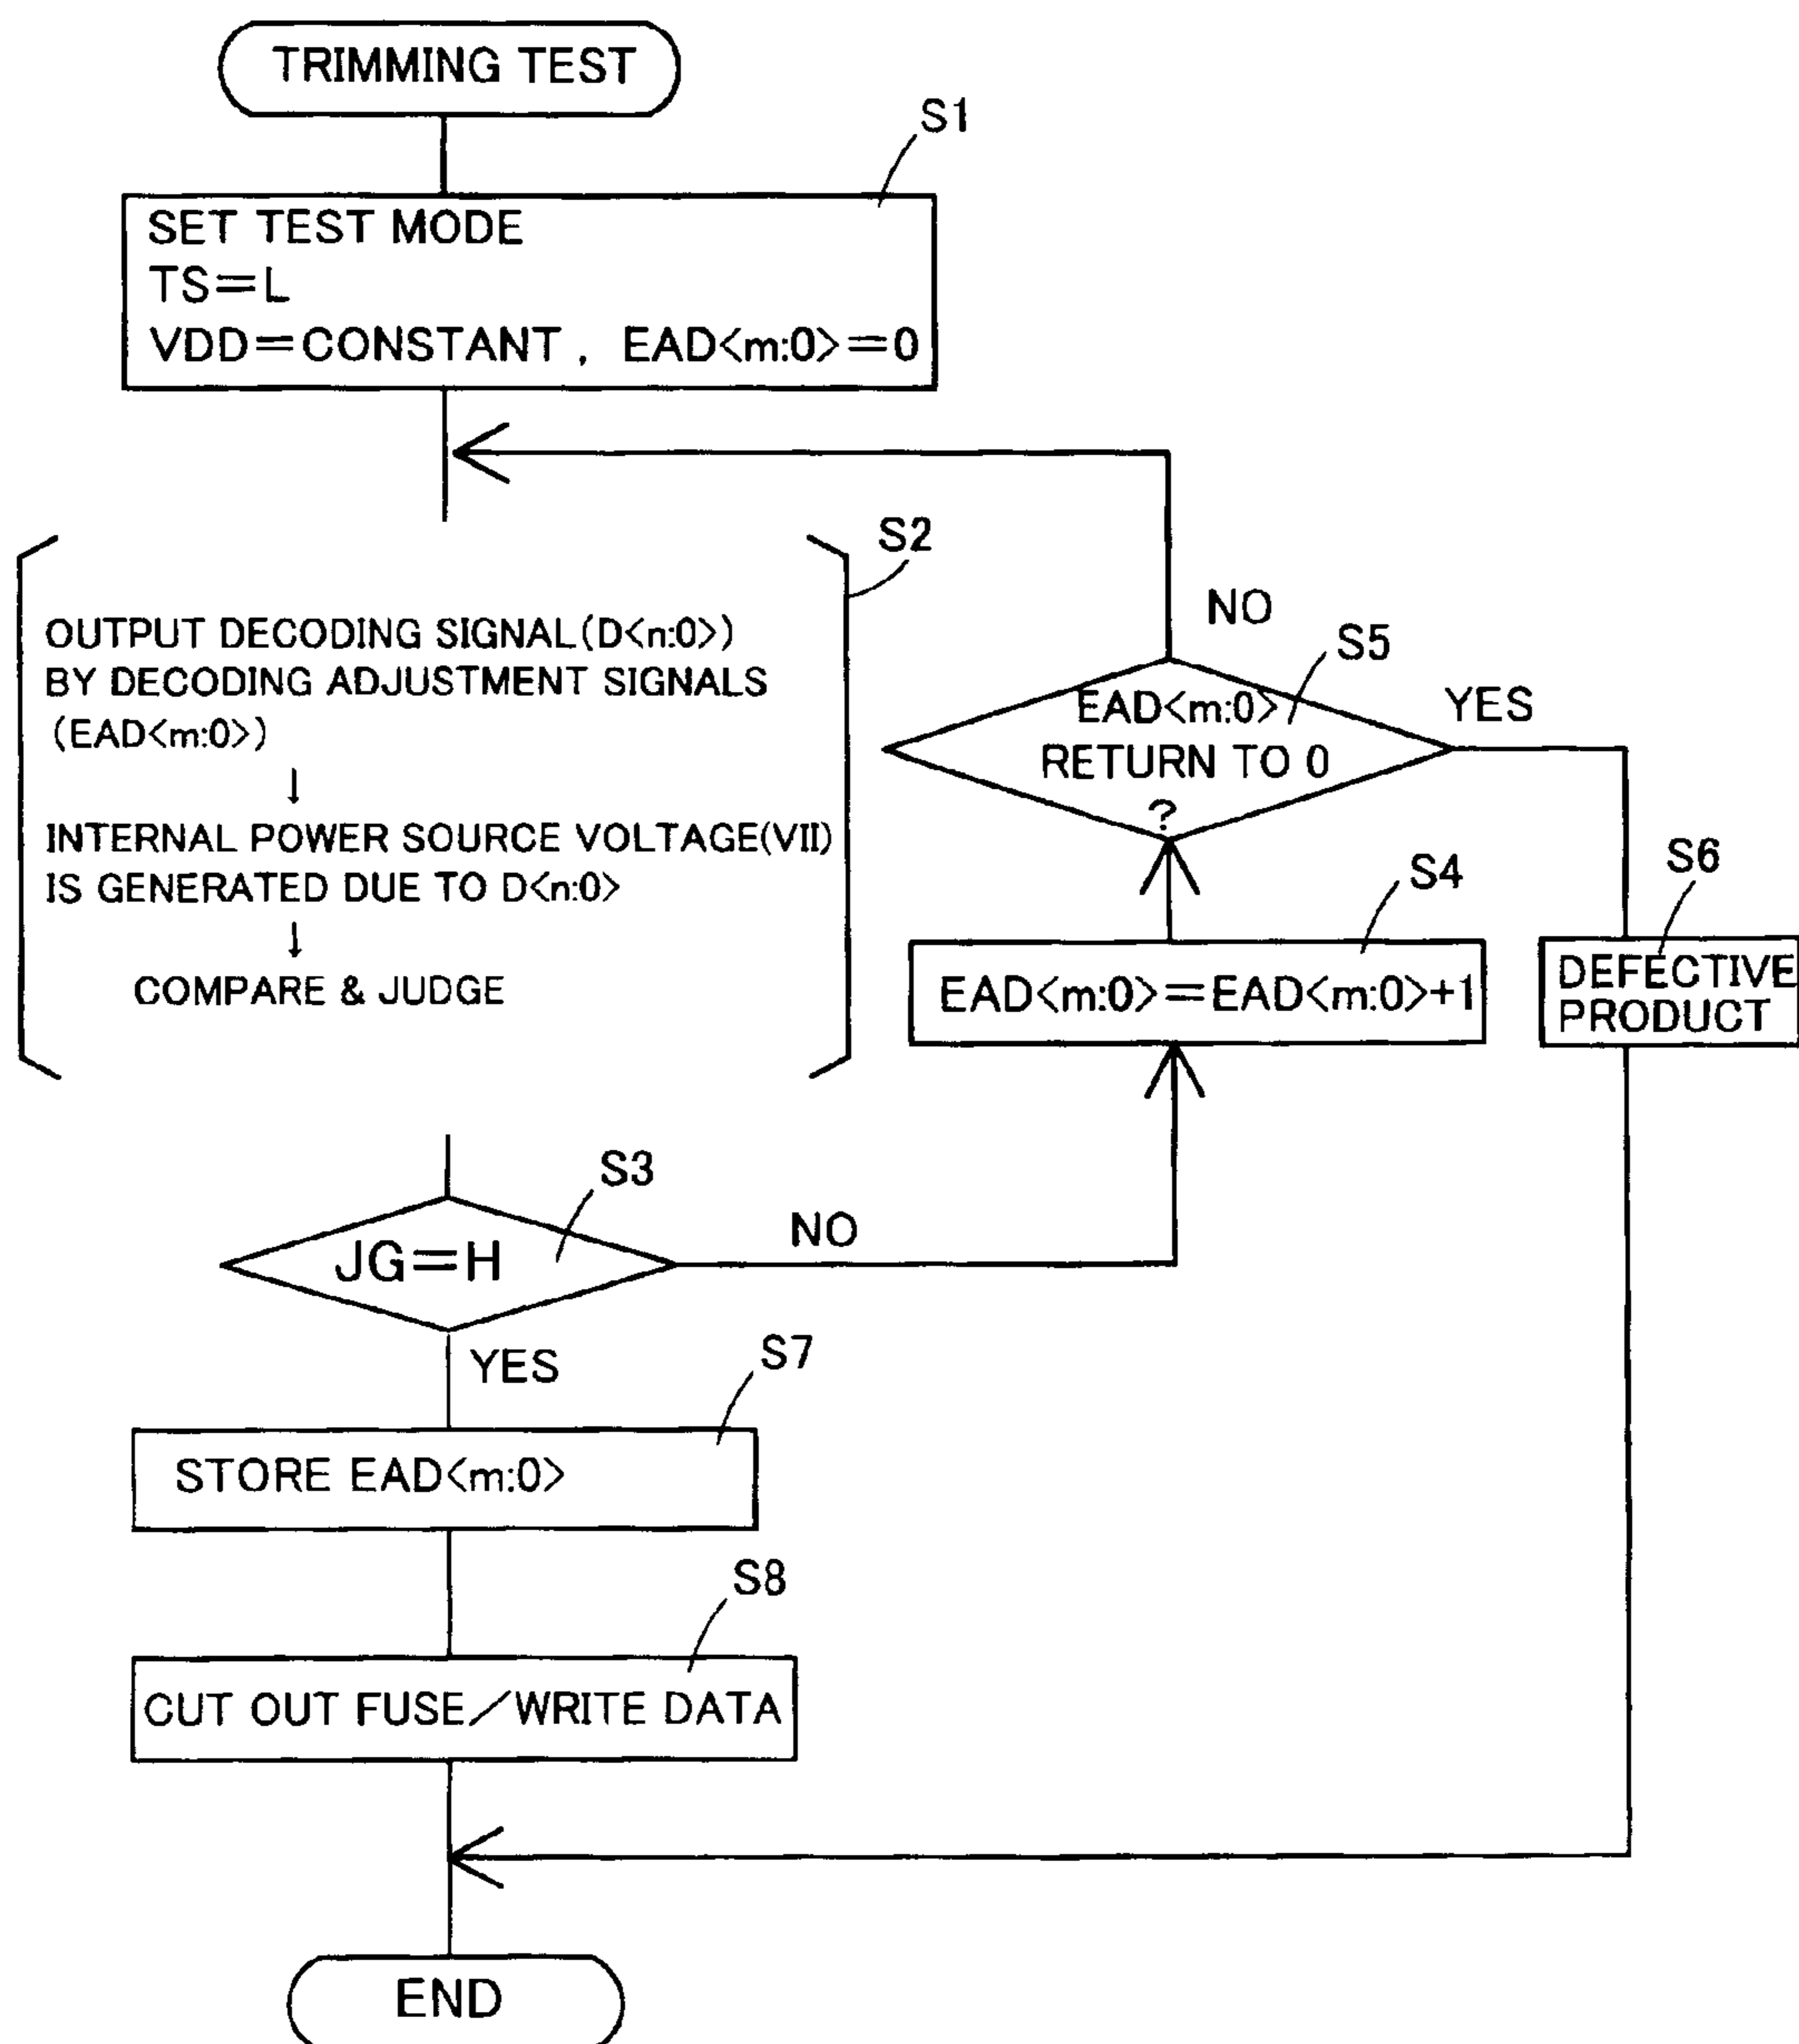 TRIMMING TEST
S1
SET TEST MODE
TS=L
VDD=CONSTANT, EAD<m:0>=0
S2
OUTPUT DECODING SIGNAL(D<n:0>)
BY DECODING ADJUSTMENT SIGNALS
(EAD<m:0>)
↓
INTERNAL POWER SOURCE VOLTAGE(VII)
IS GENERATED DUE TO D<n:0>
↓
COMPARE & JUDGE
NO
S5
EAD<m:0>
RETURN TO 0
?
YES
S4
EAD<m:0>=EAD<m:0>+1
S6
DEFECTIVE
PRODUCT
S3
JG=H
NO
YES
S7
STORE EAD<m:0>
S8
CUT OUT FUSE/WRITE DATA
END